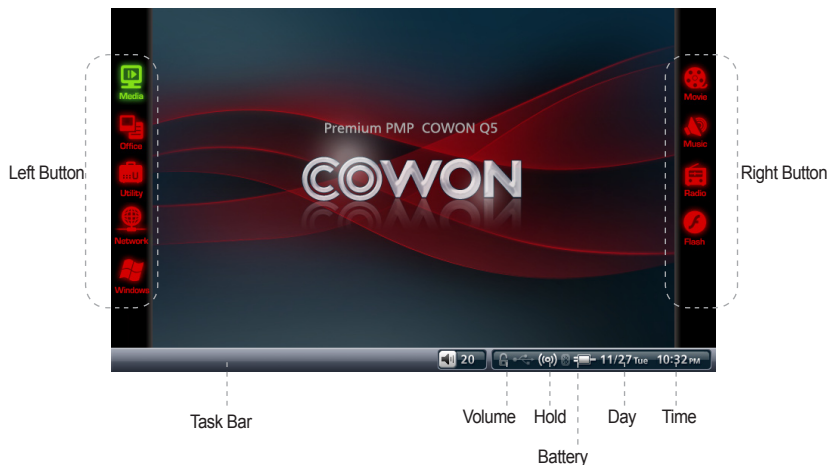 Media
Movie
Premium PMP COWON Q5
Office
Music
Left Button
COWON
Right Button
Utility
Radio
Network
Flash
Windows
20
11/27 Tue 10:32 PM
Task Bar
Volume Hold Day Time
Battery